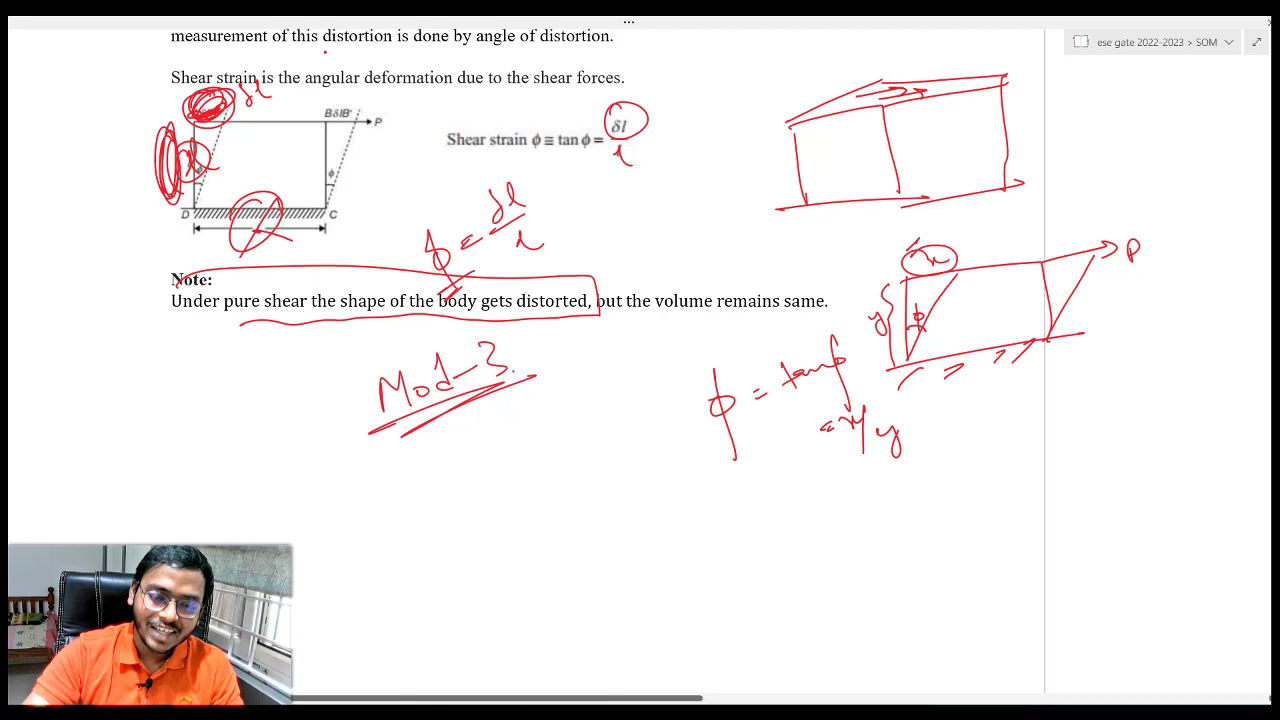 ...
ese gate 2022-2023 > SOM
measurement of this distortion is done by angle of distortion.
Shear strain is the angular deformation due to the shear forces.
δl
BδlB' P
Shear strain ϕ ≅ tan ϕ = δl / l
l
ϕ
ϕ
D C
ϕ = δl / l
x P
y ϕ
Note:
Under pure shear the shape of the body gets distorted, but the volume remains same.
Mod-3.
ϕ = tanϕ
= x/y